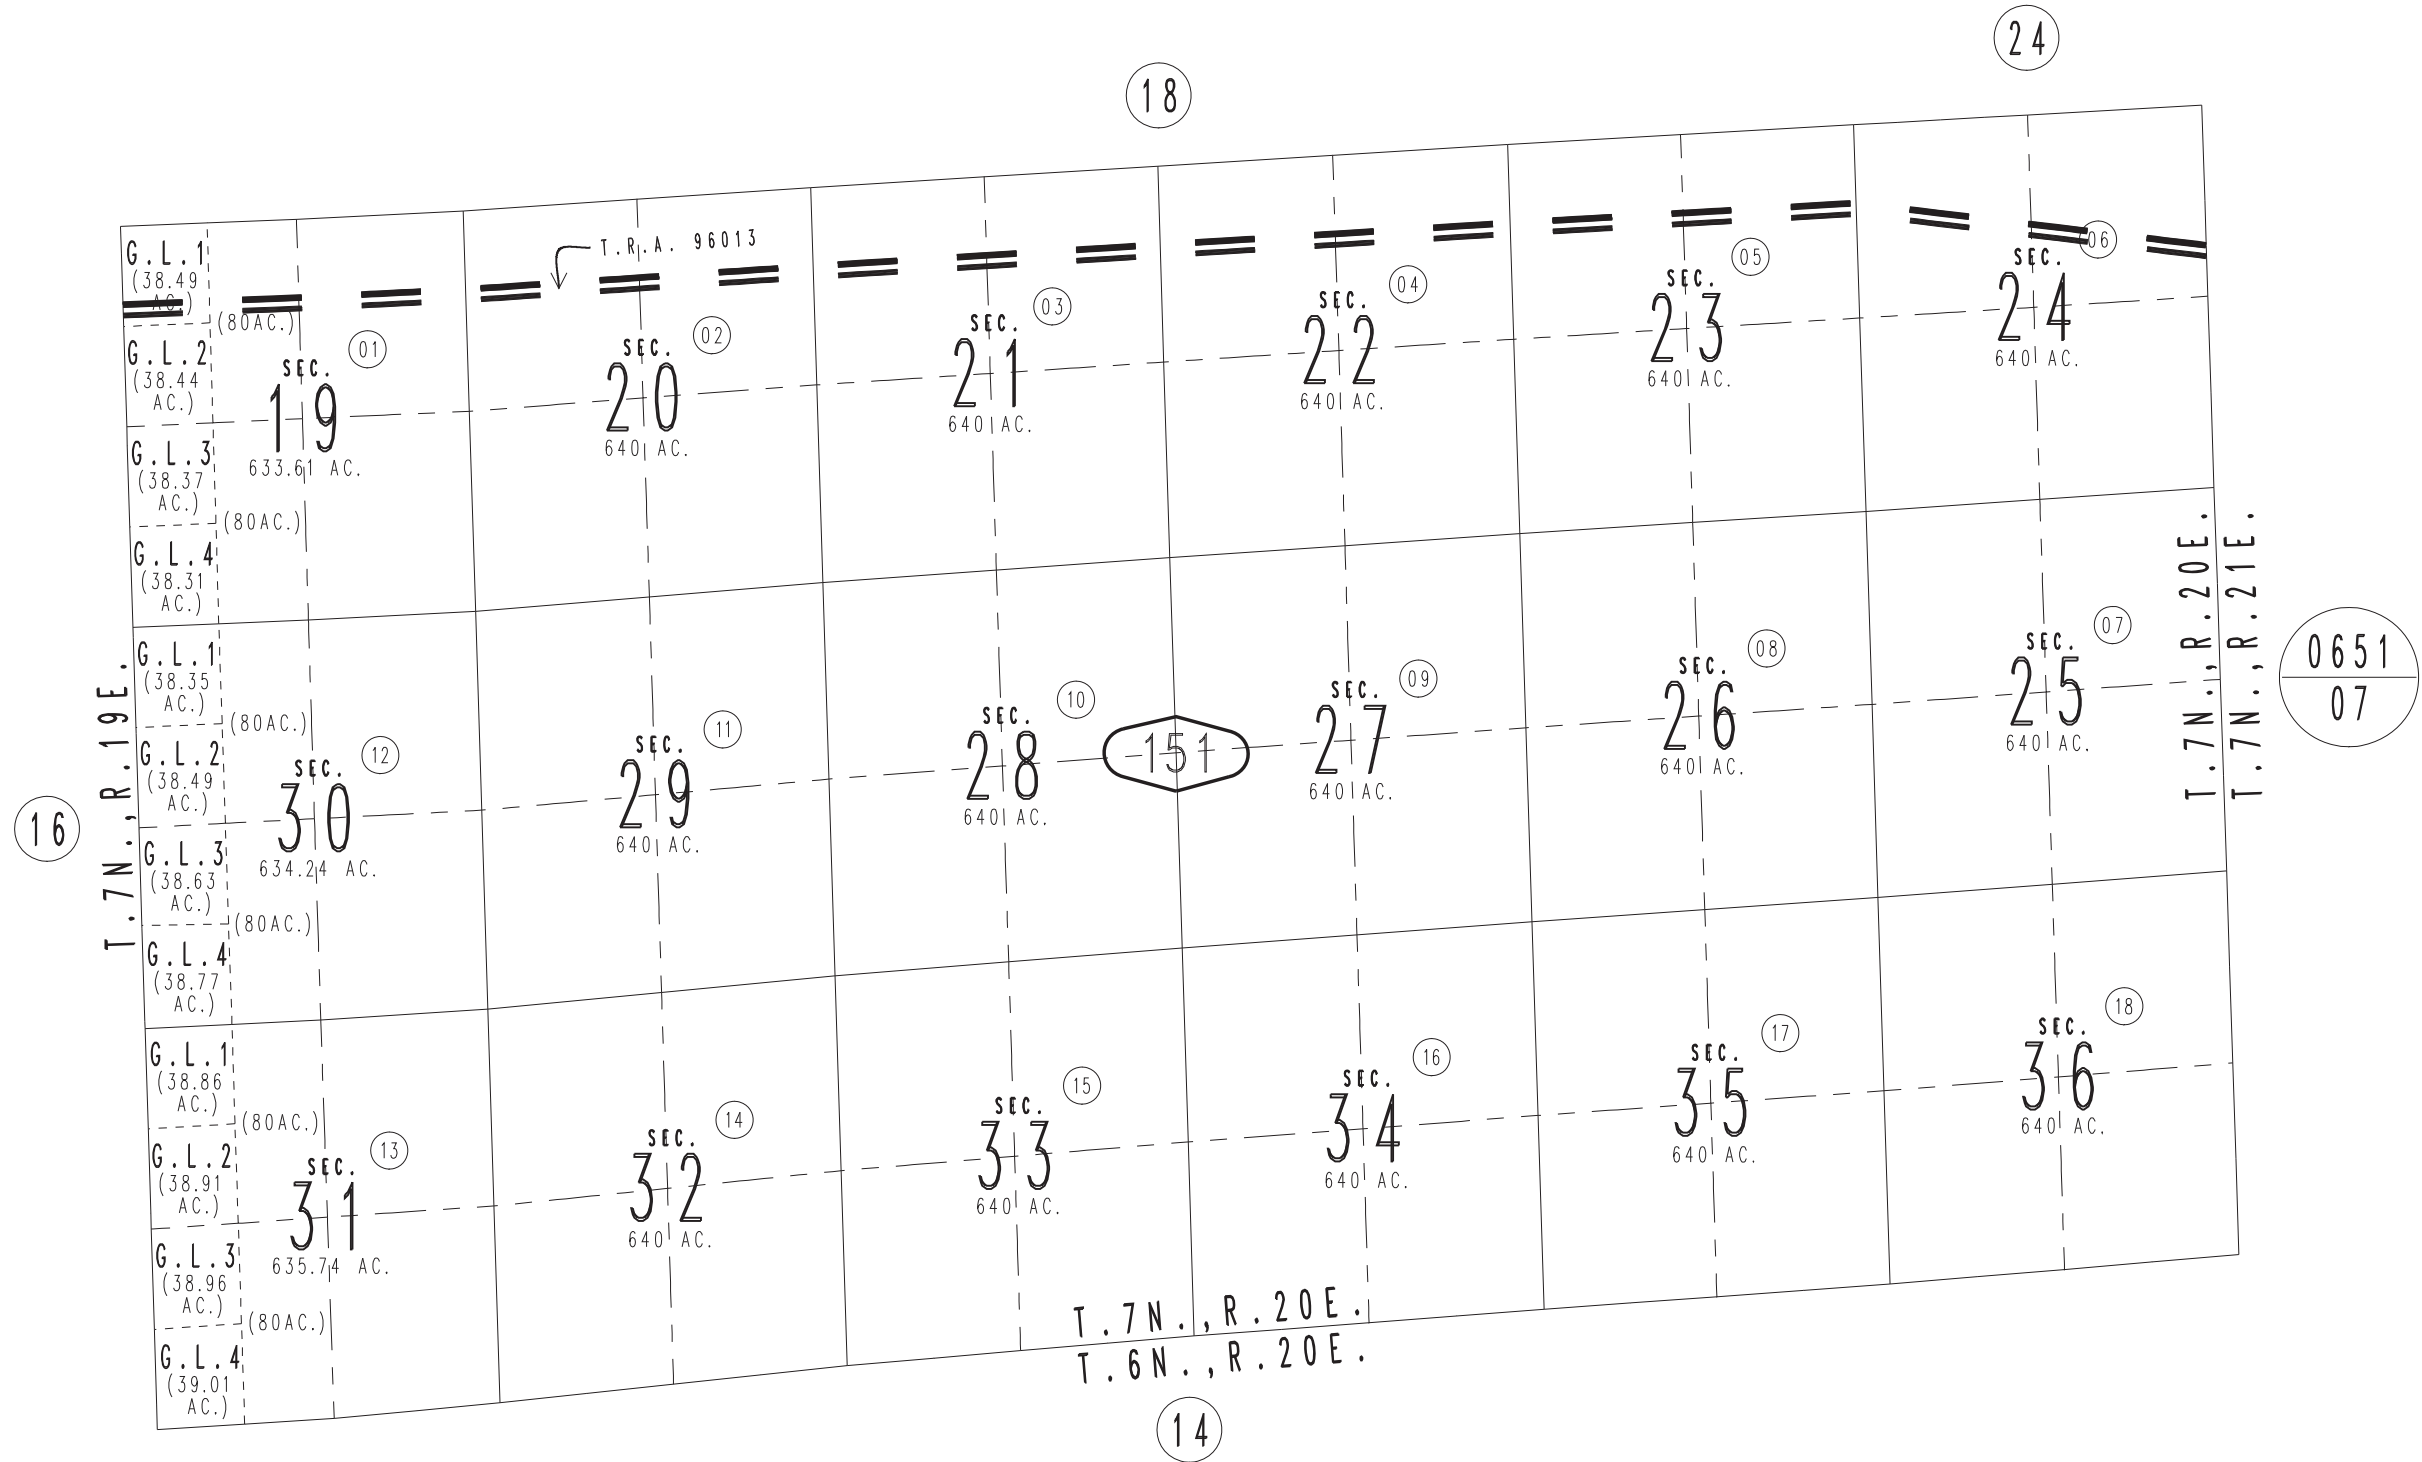 24
18
T.R.A. 96013
G.L.1
(38.49
AC.)
(80AC.)
G.L.2
(38.44
AC.)
G.L.3
(38.37
AC.)
(80AC.)
G.L.4
(38.31
AC.)
01
SEC.
19
633.61 AC.
02
SEC.
20
640 AC.
03
SEC.
21
640 AC.
04
SEC.
22
640 AC.
05
SEC.
23
640 AC.
06
SEC.
24
640 AC.
T.7N.,R.19E.
16
G.L.1
(38.35
AC.)
(80AC.)
G.L.2
(38.49
AC.)
G.L.3
(38.63
AC.)
(80AC.)
G.L.4
(38.77
AC.)
12
SEC.
30
634.24 AC.
11
SEC.
29
640 AC.
10
SEC.
28
640 AC.
151
09
SEC.
27
640 AC.
08
SEC.
26
640 AC.
07
SEC.
25
640 AC.
T.7N.,R.20E.
T.7N.,R.21E.
0651
07
G.L.1
(38.86
AC.)
(80AC.)
G.L.2
(38.91
AC.)
G.L.3
(38.96
AC.)
(80AC.)
G.L.4
(39.01
AC.)
13
SEC.
31
635.74 AC.
14
SEC.
32
640 AC.
15
SEC.
33
640 AC.
16
SEC.
34
640 AC.
17
SEC.
35
640 AC.
18
SEC.
36
640 AC.
T.7N.,R.20E.
T.6N.,R.20E.
14